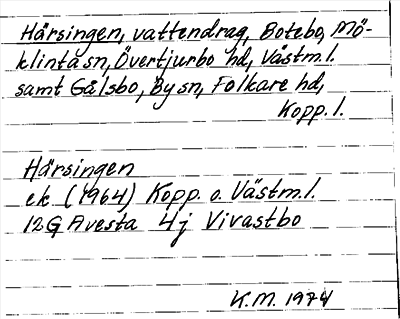 Härsingen, vattendrag, Botebo, Mö-
klinta sn, Övertjurbo hd, Västm.l.
samt Gålsbo, By sn, Folkare hd,
Kopp. l.
Härsingen
ek. (1964) Kopp. o. Västm.l.
12G Avesta 4j Vivastbo
K.M. 1974